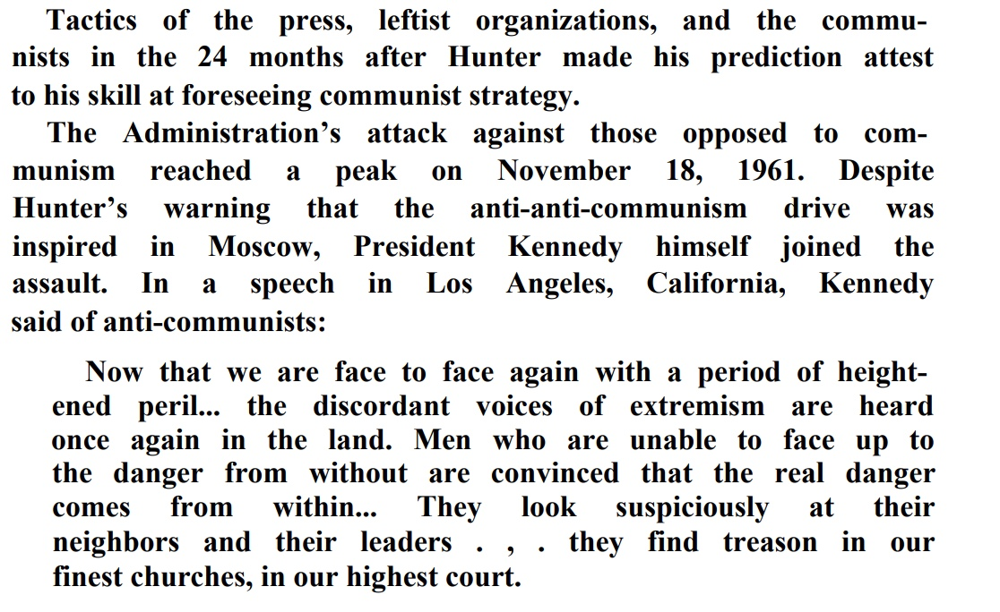 Tactics of the press, leftist organizations, and the commu-
nists in the 24 months after Hunter made his prediction attest
to his skill at foreseeing communist strategy.
The Administration’s attack against those opposed to com-
munism reached a peak on November 18, 1961. Despite
Hunter’s warning that the anti-anti-communism drive was
inspired in Moscow, President Kennedy himself joined the
assault. In a speech in Los Angeles, California, Kennedy
said of anti-communists:
Now that we are face to face again with a period of height-
ened peril... the discordant voices of extremism are heard
once again in the land. Men who are unable to face up to
the danger from without are convinced that the real danger
comes from within... They look suspiciously at their
neighbors and their leaders . , . they find treason in our
finest churches, in our highest court.